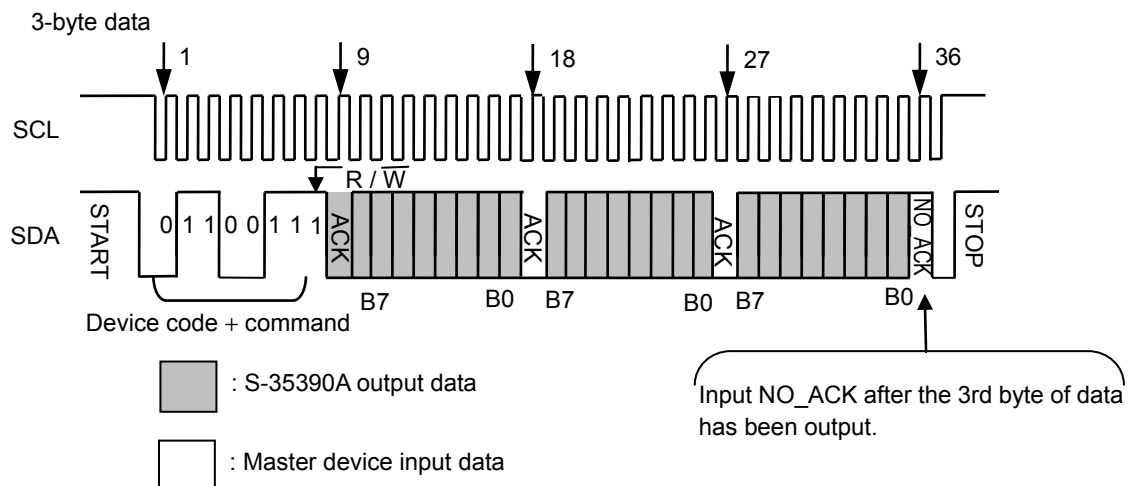 3-byte data
1 9 18 27 36
SCL
R / W
SDA
START 0 1 1 0 0 1 1 1 ACK ACK ACK NO ACK STOP
B7 B0 B7 B0 B7 B0
Device code + command
: S-35390A output data
Input NO_ACK after the 3rd byte of data
has been output.
: Master device input data